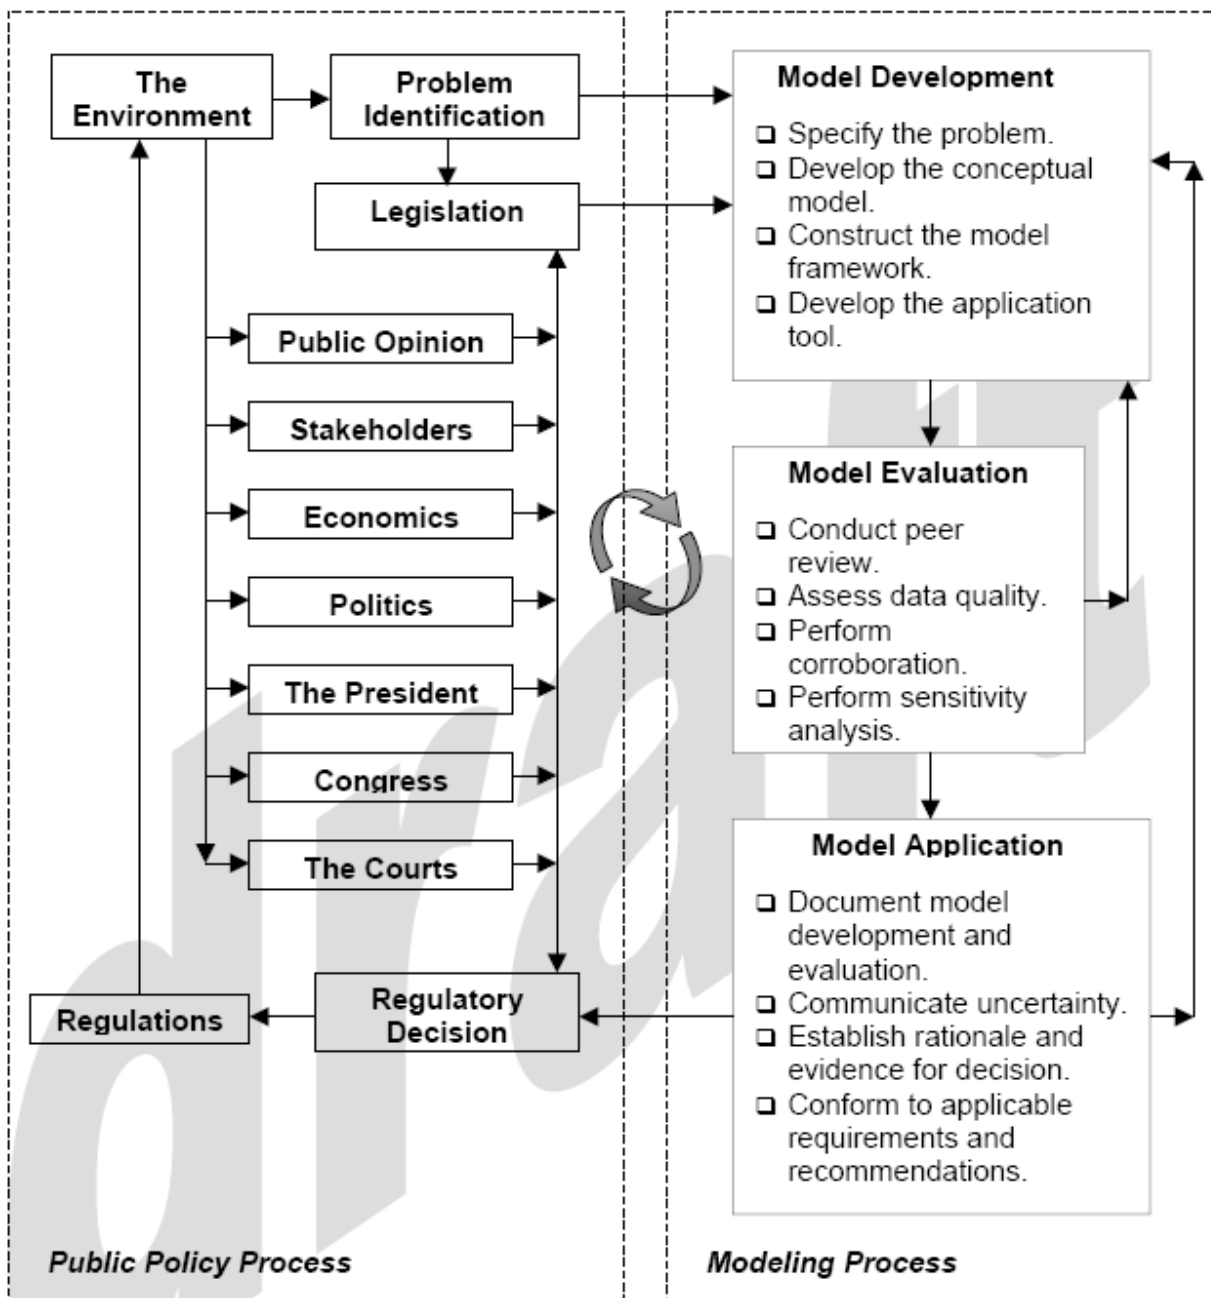 The
Environment
Problem
Identification
Legislation
Public Opinion
Stakeholders
Economics
Politics
The President
Congress
The Courts
Regulations
Regulatory
Decision
Public Policy Process
Model Development
❑ Specify the problem.
❑ Develop the conceptual
model.
❑ Construct the model
framework.
❑ Develop the application
tool.
Model Evaluation
❑ Conduct peer
review.
❑ Assess data quality.
❑ Perform
corroboration.
❑ Perform sensitivity
analysis.
Model Application
❑ Document model
development and
evaluation.
❑ Communicate uncertainty.
❑ Establish rationale and
evidence for decision.
❑ Conform to applicable
requirements and
recommendations.
Modeling Process
draft